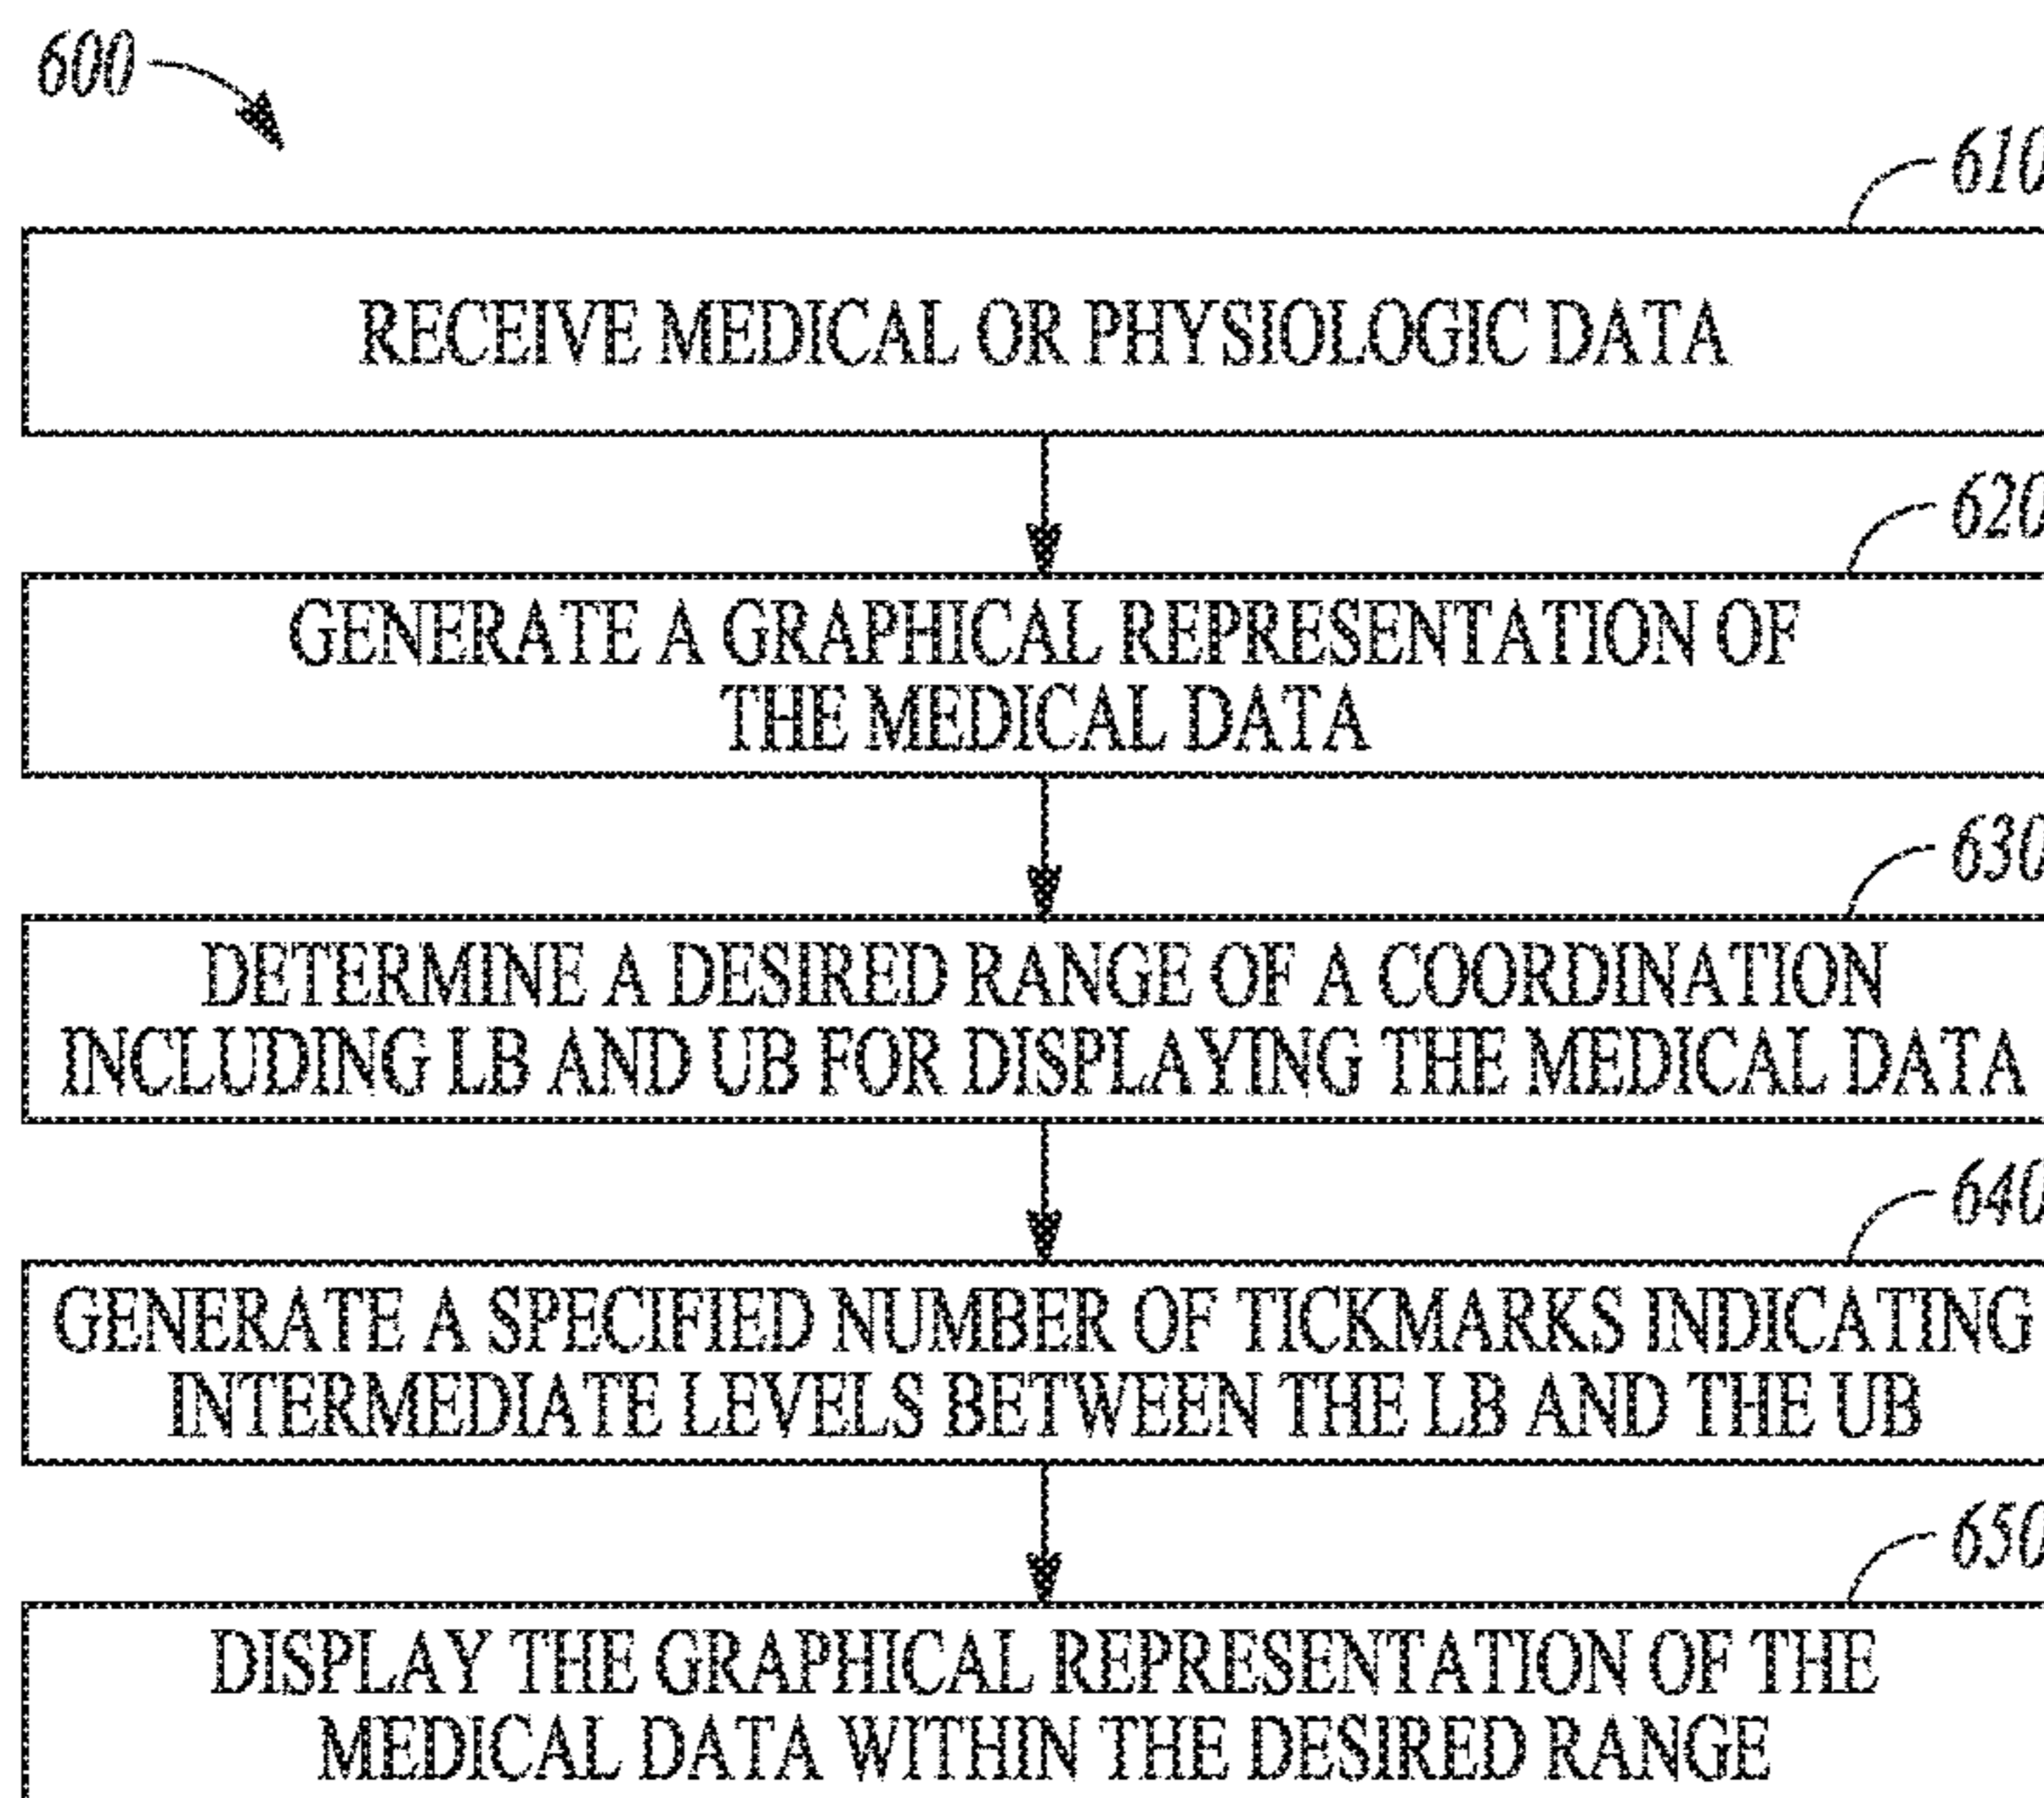 600
610
RECEIVE MEDICAL OR PHYSIOLOGIC DATA
620
GENERATE A GRAPHICAL REPRESENTATION OF
THE MEDICAL DATA
630
DETERMINE A DESIRED RANGE OF A COORDINATION
INCLUDING LB AND UB FOR DISPLAYING THE MEDICAL DATA
640
GENERATE A SPECIFIED NUMBER OF TICKMARKS INDICATING
INTERMEDIATE LEVELS BETWEEN THE LB AND THE UB
650
DISPLAY THE GRAPHICAL REPRESENTATION OF THE
MEDICAL DATA WITHIN THE DESIRED RANGE